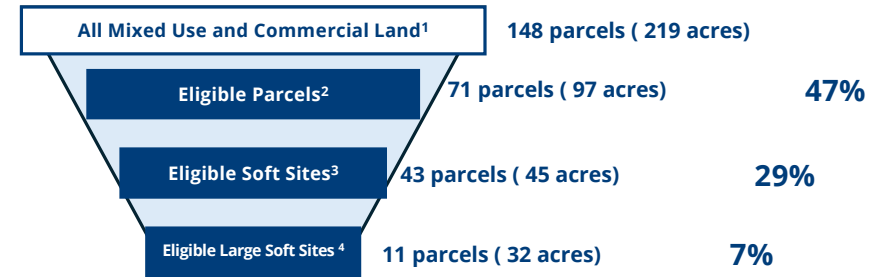 All Mixed Use and Commercial Land¹ 148 parcels ( 219 acres)
Eligible Parcels² 71 parcels ( 97 acres) 47%
Eligible Soft Sites³ 43 parcels ( 45 acres) 29%
Eligible Large Soft Sites ⁴ 11 parcels ( 32 acres) 7%